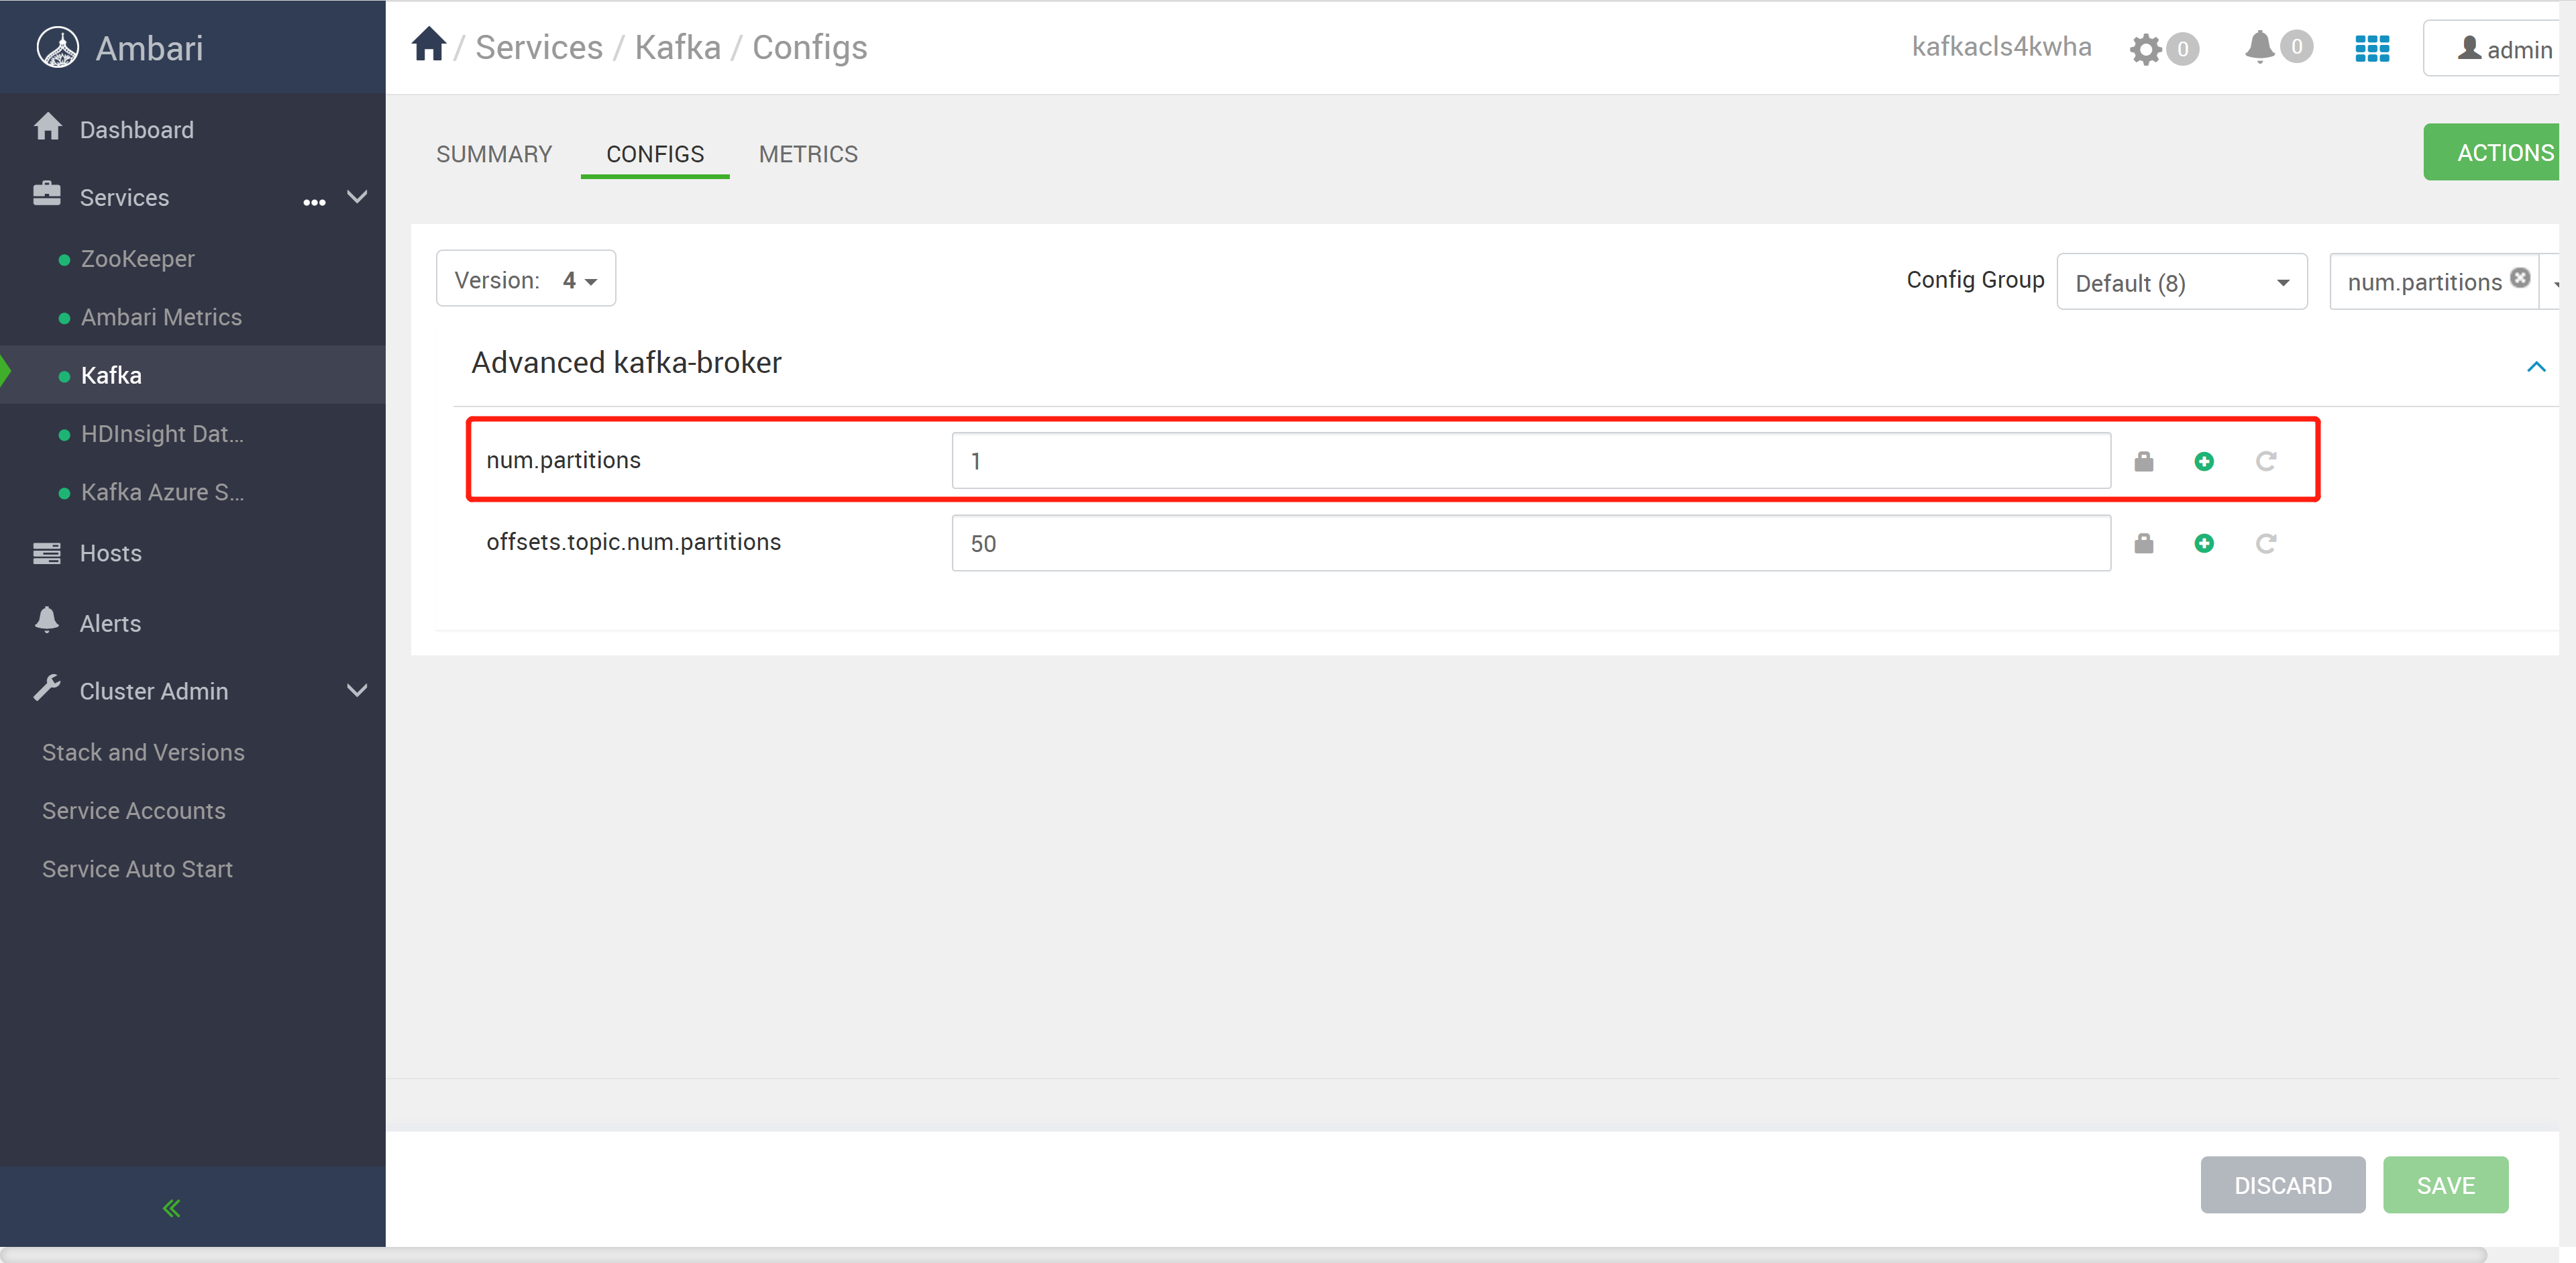 Ambari
/ Services / Kafka / Configs
kafkacls4kwha
0
0
admin
Dashboard
Services ...
ZooKeeper
Ambari Metrics
Kafka
HDInsight Dat...
Kafka Azure S...
Hosts
Alerts
Cluster Admin
Stack and Versions
Service Accounts
Service Auto Start
SUMMARY
CONFIGS
METRICS
ACTIONS
Version: 4
Config Group
Default (8)
num.partitions
Advanced kafka-broker
num.partitions
1
offsets.topic.num.partitions
50
DISCARD
SAVE